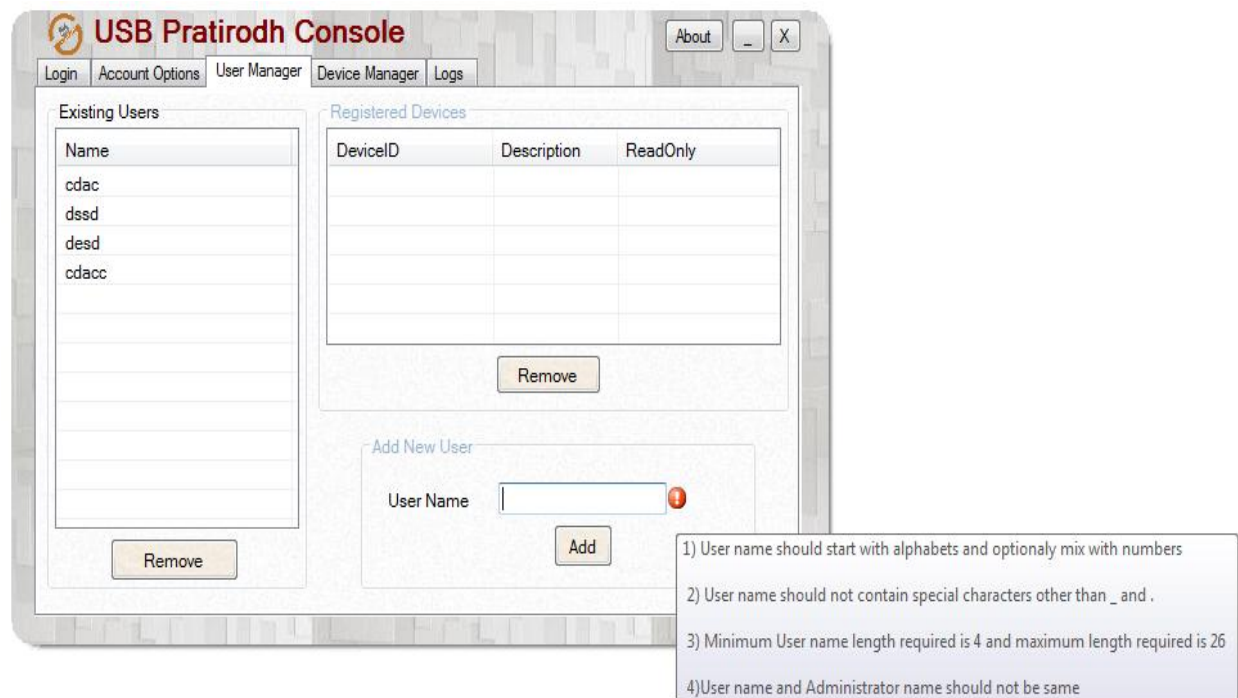 USB Pratirodh Console
About _ X
Login Account Options User Manager Device Manager Logs
Existing Users
Name
cdac
dssd
desd
cdacc
Remove
Registered Devices
DeviceID Description ReadOnly
Remove
Add New User
User Name
Add
1) User name should start with alphabets and optionaly mix with numbers
2) User name should not contain special characters other than _ and .
3) Minimum User name length required is 4 and maximum length required is 26
4)User name and Administrator name should not be same